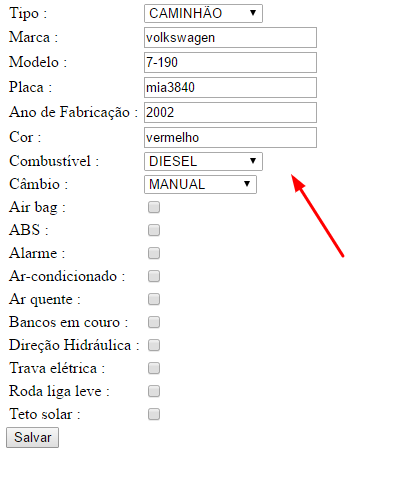 Tipo : CAMINHÃO
Marca : volkswagen
Modelo : 7-190
Placa : mia3840
Ano de Fabricação : 2002
Cor : vermelho
Combustível : DIESEL
Câmbio : MANUAL
Air bag :
ABS :
Alarme :
Ar-condicionado :
Ar quente :
Bancos em couro :
Direção Hidráulica :
Trava elétrica :
Roda liga leve :
Teto solar :
Salvar